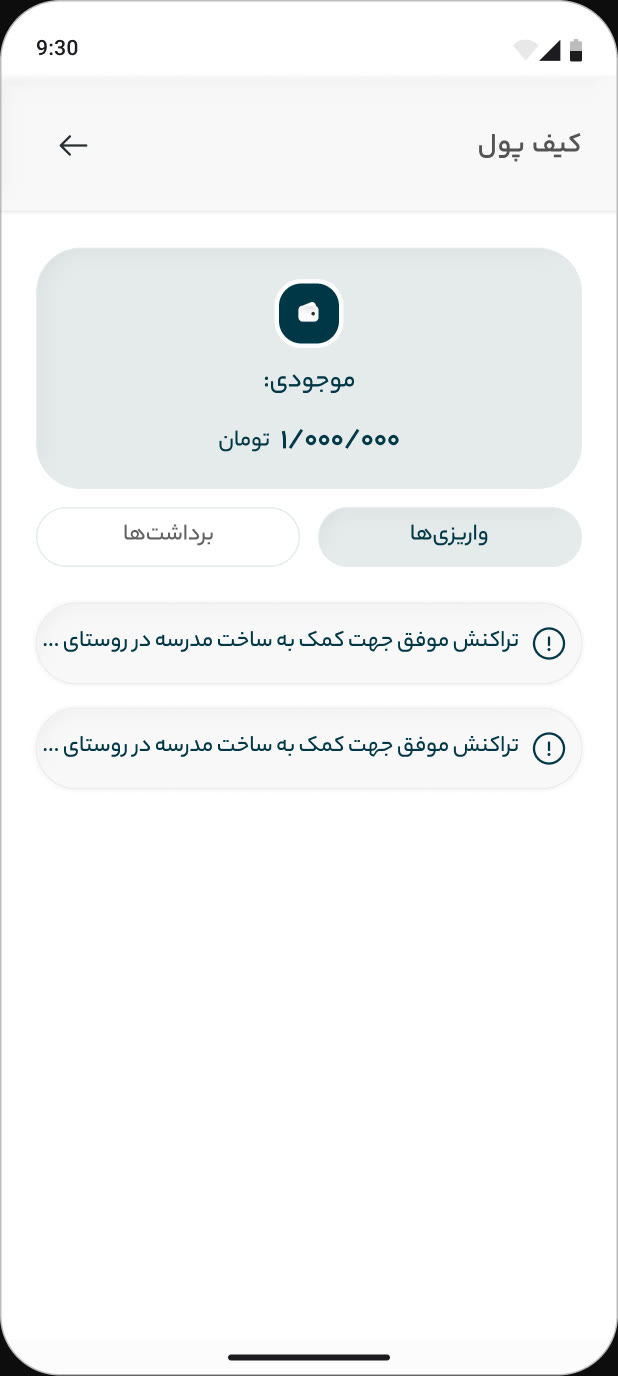 9:30
کیف پول
موجودی:
۱/۰۰۰/۰۰۰ تومان
واریزی‌ها
برداشت‌ها
تراکنش موفق جهت کمک به ساخت مدرسه در روستای ...
تراکنش موفق جهت کمک به ساخت مدرسه در روستای ...